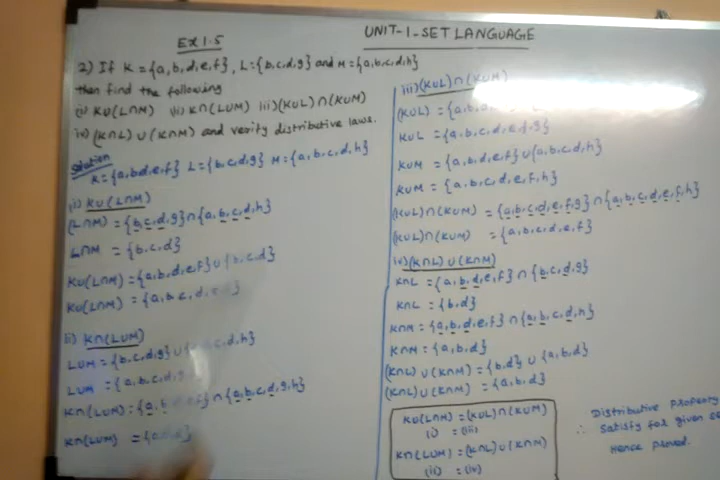 UNIT-1-SET LANGUAGE
Ex 1.5
2) If K = {a,b,d,e,f}, L = {b,c,d,g} and M = {a,b,c,d,h}
then find the following
(i) K∪(L∩M) (ii) K∩(L∪M) iii) (K∪L)∩(K∪M)
iv) (K∩L)∪(K∩M) and verify distributive laws.
Solution
K = {a,b,d,e,f} L = {b,c,d,g} M = {a,b,c,d,h}
(i) K∪(L∩M)
(L∩M) = {b,c,d,g}∩{a,b,c,d,h}
L∩M = {b,c,d}
K∪(L∩M) = {a,b,d,e,f}∪{b,c,d}
K∪(L∩M) = {a,b,c,d,e,f}
ii) K∩(L∪M)
L∪M = {b,c,d,g}∪{a,b,c,d,h}
L∪M = {a,b,c,d,g
K∩(L∪M) = {a,b,d,e,f}∩{a,b,c,d,g,h}
K∩(L∪M) = {a,b,d}
iii) (K∪L)∩(K∪M)
(K∪L) = {a,b,d
K∪L = {a,b,c,d,e,f,g}
K∪M = {a,b,d,e,f}∪{a,b,c,d,h}
K∪M = {a,b,c,d,e,f,h}
(K∪L)∩(K∪M) = {a,b,c,d,e,f,g}∩{a,b,c,d,e,f,h}
(K∪L)∩(K∪M) = {a,b,c,d,e,f}
iv) (K∩L)∪(K∩M)
K∩L = {a,b,d,e,f}∩{b,c,d,g}
K∩L = {b,d}
K∩M = {a,b,d,e,f}∩{a,b,c,d,h}
K∩M = {a,b,d}
(K∩L)∪(K∩M) = {b,d}∪{a,b,d}
(K∩L)∪(K∩M) = {a,b,d}
K∪(L∩M) = (K∪L)∩(K∪M)
(i) = (iii)
K∩(L∪M) = (K∩L)∪(K∩M)
(ii) = (iv)
∴ Distributive Property
Satisfy for given
Hence proved.